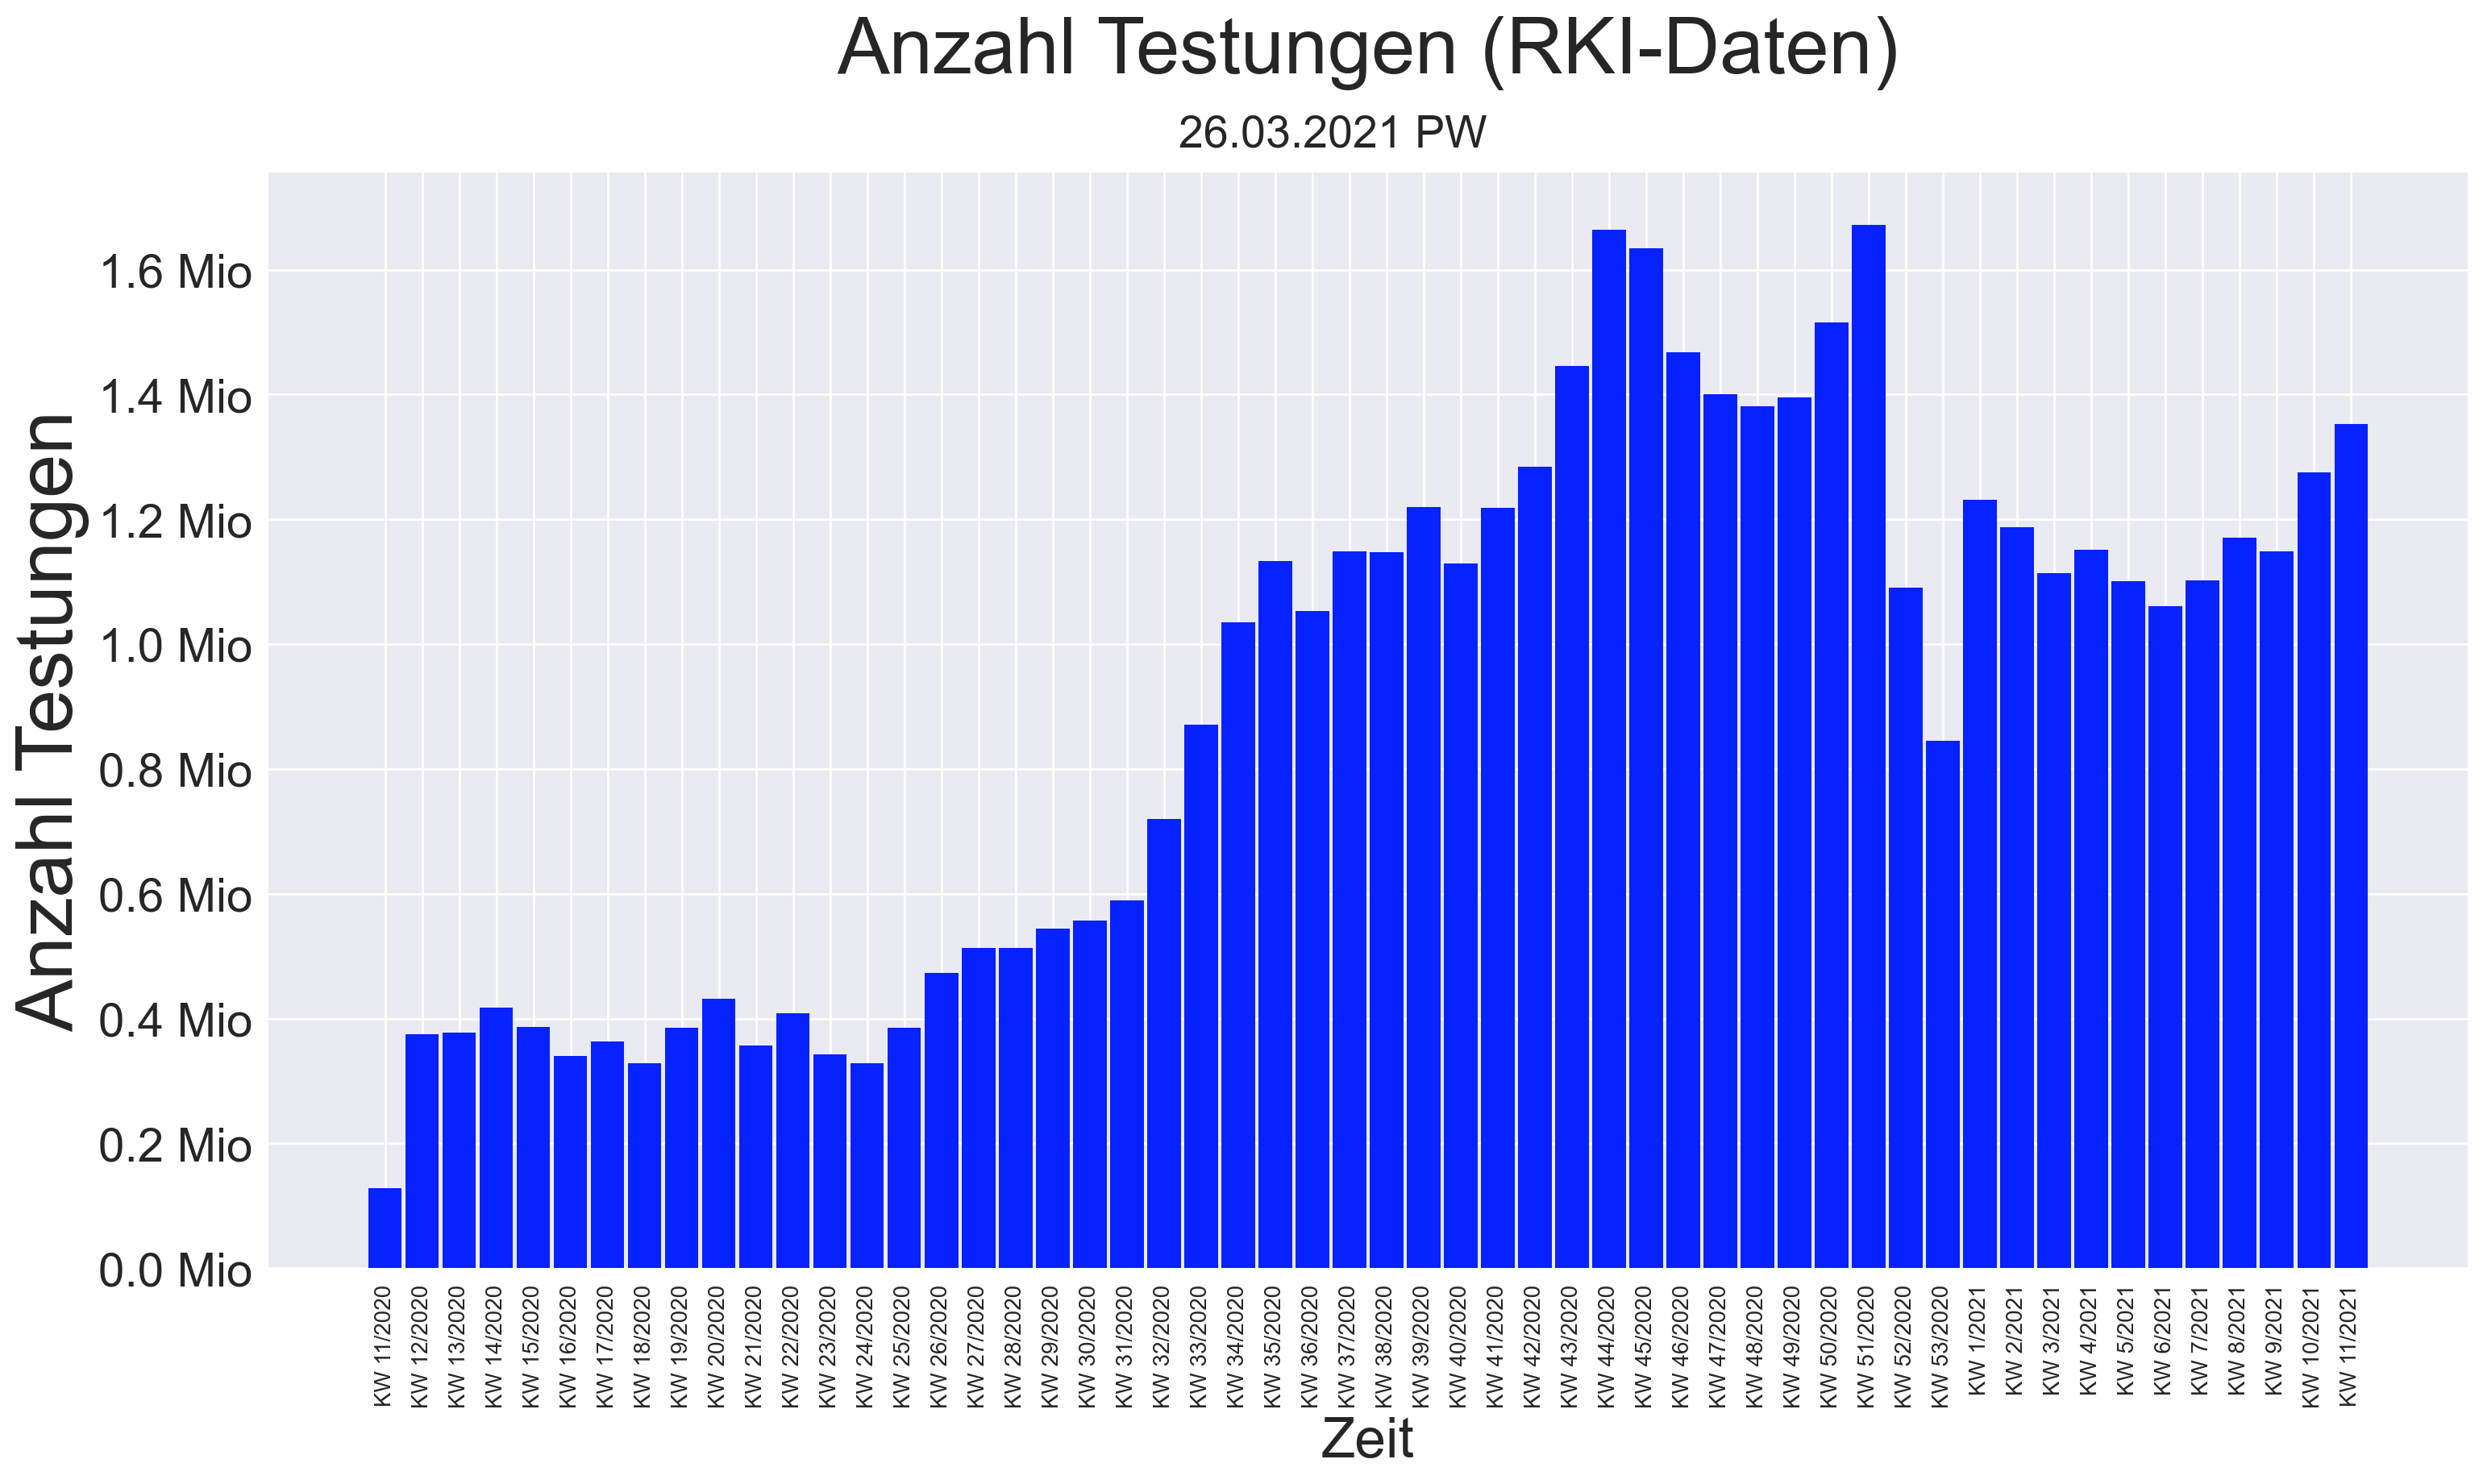 Anzahl Testungen (RKI-Daten)
26.03.2021 PW
Anzahl Testungen
1.6 Mio
1.4 Mio
1.2 Mio
1.0 Mio
0.8 Mio
0.6 Mio
0.4 Mio
0.2 Mio
0.0 Mio
KW 11/2020
KW 12/2020
KW 13/2020
KW 14/2020
KW 15/2020
KW 16/2020
KW 17/2020
KW 18/2020
KW 19/2020
KW 20/2020
KW 21/2020
KW 22/2020
KW 23/2020
KW 24/2020
KW 25/2020
KW 26/2020
KW 27/2020
KW 28/2020
KW 29/2020
KW 30/2020
KW 31/2020
KW 32/2020
KW 33/2020
KW 34/2020
KW 35/2020
KW 36/2020
KW 37/2020
KW 38/2020
KW 39/2020
KW 40/2020
KW 41/2020
KW 42/2020
KW 43/2020
KW 44/2020
KW 45/2020
KW 46/2020
KW 47/2020
KW 48/2020
KW 49/2020
KW 50/2020
KW 51/2020
KW 52/2020
KW 53/2020
KW 1/2021
KW 2/2021
KW 3/2021
KW 4/2021
KW 5/2021
KW 6/2021
KW 7/2021
KW 8/2021
KW 9/2021
KW 10/2021
KW 11/2021
Zeit